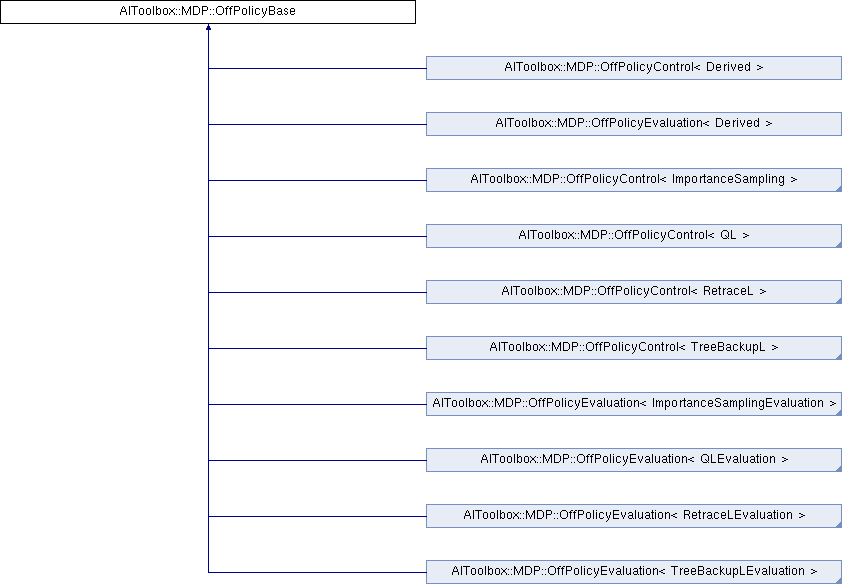 AIToolbox::MDP::OffPolicyBase
AIToolbox::MDP::OffPolicyControl< Derived >
AIToolbox::MDP::OffPolicyEvaluation< Derived >
AIToolbox::MDP::OffPolicyControl< ImportanceSampling >
AIToolbox::MDP::OffPolicyControl< QL >
AIToolbox::MDP::OffPolicyControl< RetraceL >
AIToolbox::MDP::OffPolicyControl< TreeBackupL >
AIToolbox::MDP::OffPolicyEvaluation< ImportanceSamplingEvaluation >
AIToolbox::MDP::OffPolicyEvaluation< QLEvaluation >
AIToolbox::MDP::OffPolicyEvaluation< RetraceLEvaluation >
AIToolbox::MDP::OffPolicyEvaluation< TreeBackupLEvaluation >